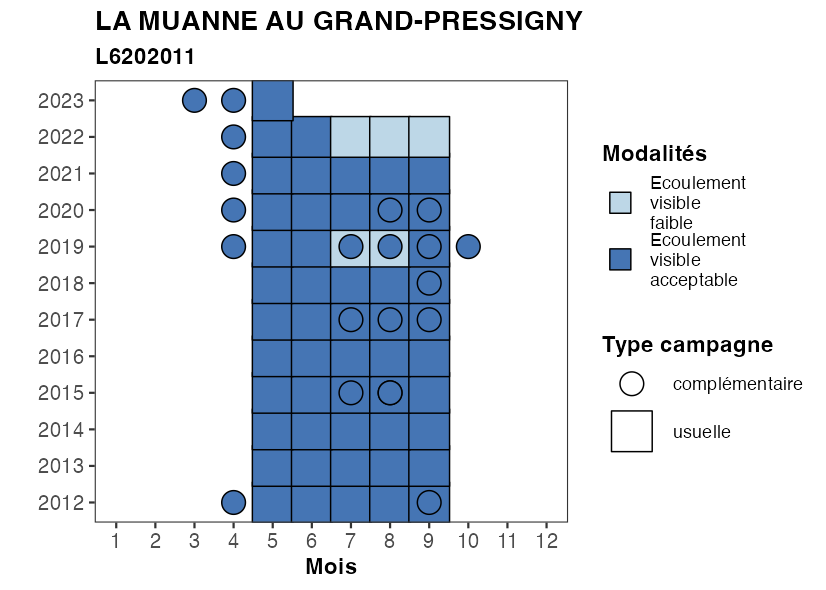 LA MUANNE AU GRAND-PRESSIGNY
L6202011
2023
2022
2021
2020
2019
2018
2017
2016
2015
2014
2013
2012
1 2 3 4 5 6 7 8 9 10 11 12
Mois
Modalités
Ecoulement
visible
faible
Ecoulement
visible
acceptable
Type campagne
complémentaire
usuelle